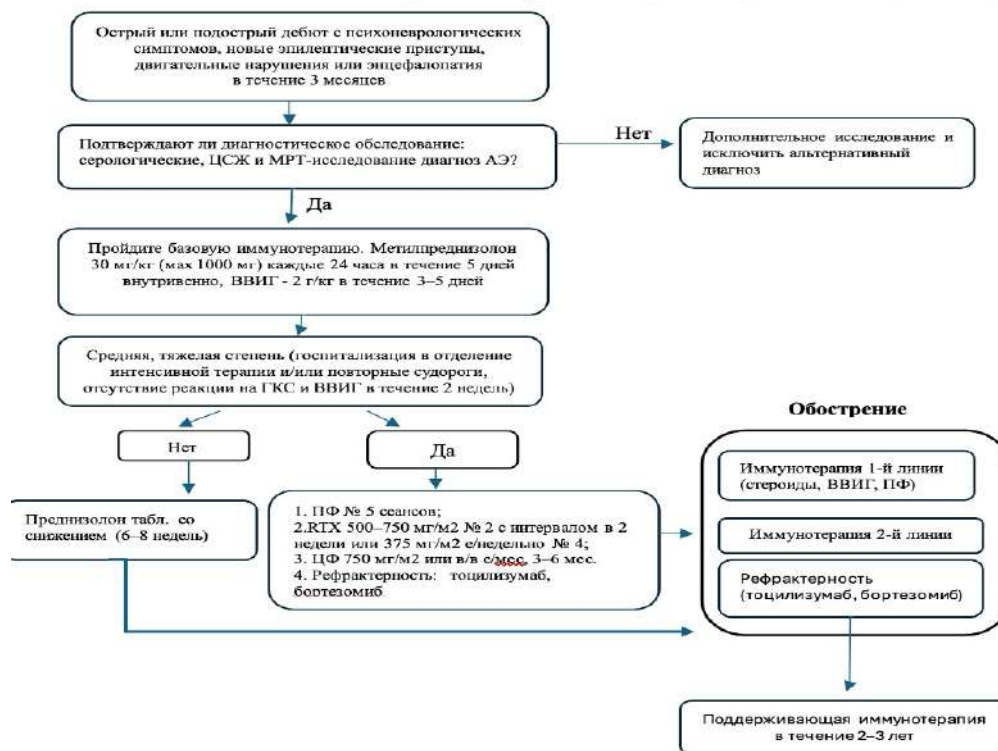 Острый или подострый дебют с психоневрологических
симптомов, новые эпилептические приступы,
двигательные нарушения или энцефалопатия
в течение 3 месяцев
Подтверждают ли диагностическое обследование:
серологические, ЦСЖ и МРТ-исследование диагноз АЭ?
Нет
Дополнительное исследование и
исключить альтернативный
диагноз
Да
Пройдите базовую иммунотерапию. Метилпреднизолон
30 мг/кг (мах 1000 мг) каждые 24 часа в течение 5 дней
внутривенно, ВВИГ - 2 г/кг в течение 3–5 дней
Средняя, тяжелая степень (госпитализация в отделение
интенсивной терапии и/или повторные судороги,
отсутствие реакции на ГКС и ВВИГ в течение 2 недель)
Нет
Да
Преднизолон табл. со
снижением (6–8 недель)
1. ПФ № 5 сеансов;
2.RTX 500–750 мг/м2 № 2 с интервалом в 2
недели или 375 мг/м2 е/недельно № 4;
3. ЦФ 750 мг/м2 или в/в е/мес. 3–6 мес.
4. Рефрактерность: тоцилизумаб,
бортезомиб
Обострение
Иммунотерапия 1-й линии
(стероиды, ВВИГ, ПФ)
Иммунотерапия 2-й линии
Рефрактерность
(тоцилизумаб, бортезомиб)
Поддерживающая иммунотерапия
в течение 2–3 лет